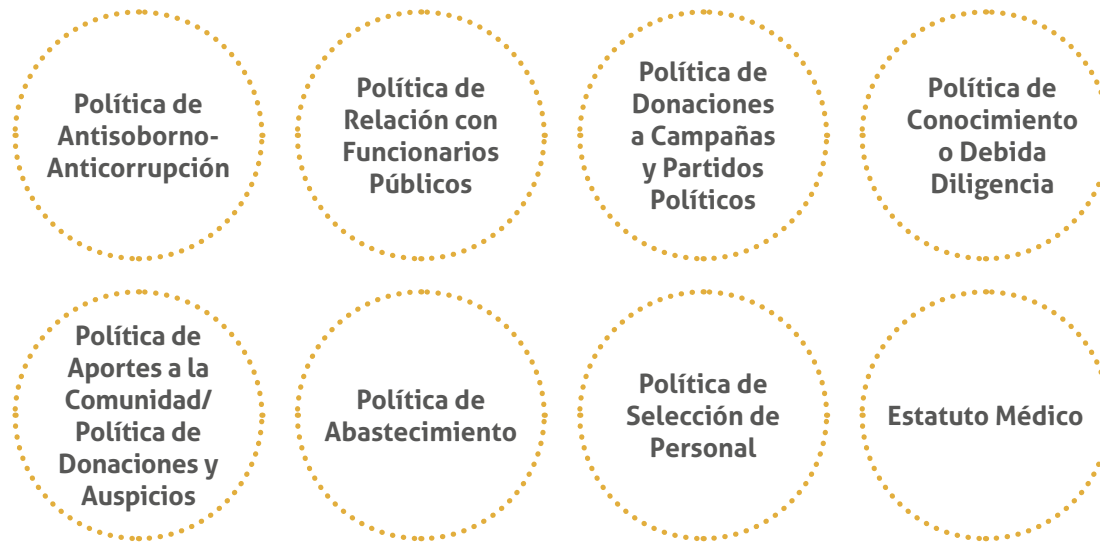 Política de
Antisoborno-
Anticorrupción
Política de
Relación con
Funcionarios
Públicos
Política de
Donaciones
a Campañas
y Partidos
Políticos
Política de
Conocimiento
o Debida
Diligencia
Política de
Aportes a la
Comunidad/
Política de
Donaciones y
Auspicios
Política de
Abastecimiento
Política de
Selección de
Personal
Estatuto Médico